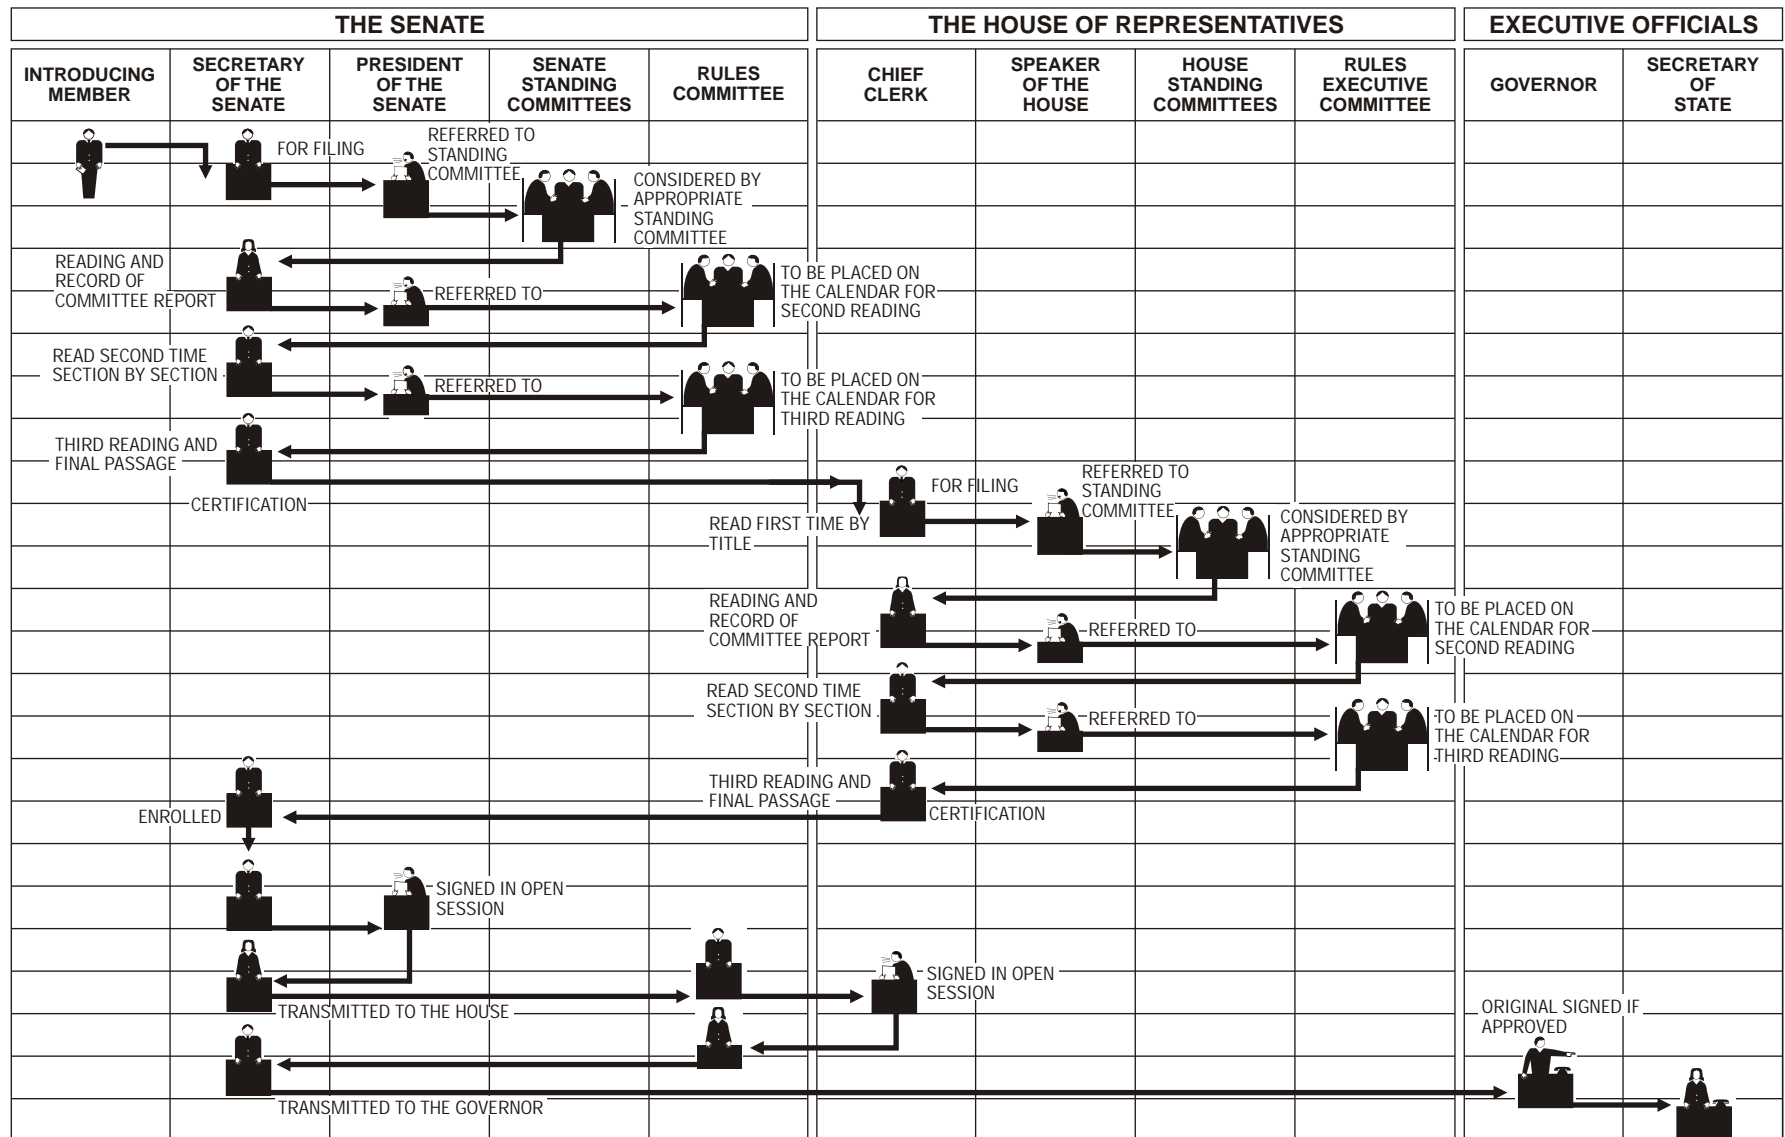 THE SENATE
THE HOUSE OF REPRESENTATIVES
EXECUTIVE OFFICIALS
INTRODUCING
MEMBER
SECRETARY
OF THE
SENATE
PRESIDENT
OF THE
SENATE
SENATE
STANDING
COMMITTEES
RULES
COMMITTEE
CHIEF
CLERK
SPEAKER
OF THE
HOUSE
HOUSE
STANDING
COMMITTEES
RULES
EXECUTIVE
COMMITTEE
GOVERNOR
SECRETARY
OF
STATE
FOR FILING
REFERRED TO
STANDING
COMMITTEE
CONSIDERED BY
APPROPRIATE
STANDING
COMMITTEE
READING AND
RECORD OF
COMMITTEE REPORT
REFERRED TO
TO BE PLACED ON
THE CALENDAR FOR
SECOND READING
READ SECOND TIME
SECTION BY SECTION
REFERRED TO
TO BE PLACED ON
THE CALENDAR FOR
THIRD READING
THIRD READING AND
FINAL PASSAGE
CERTIFICATION
READ FIRST TIME BY
TITLE
FOR FILING
REFERRED TO
STANDING
COMMITTEE
CONSIDERED BY
APPROPRIATE
STANDING
COMMITTEE
READING AND
RECORD OF
COMMITTEE REPORT
REFERRED TO
TO BE PLACED ON
THE CALENDAR FOR
SECOND READING
READ SECOND TIME
SECTION BY SECTION
REFERRED TO
TO BE PLACED ON
THE CALENDAR FOR
THIRD READING
THIRD READING AND
FINAL PASSAGE
CERTIFICATION
ENROLLED
SIGNED IN OPEN
SESSION
TRANSMITTED TO THE HOUSE
SIGNED IN OPEN
SESSION
TRANSMITTED TO THE GOVERNOR
ORIGINAL SIGNED IF
APPROVED